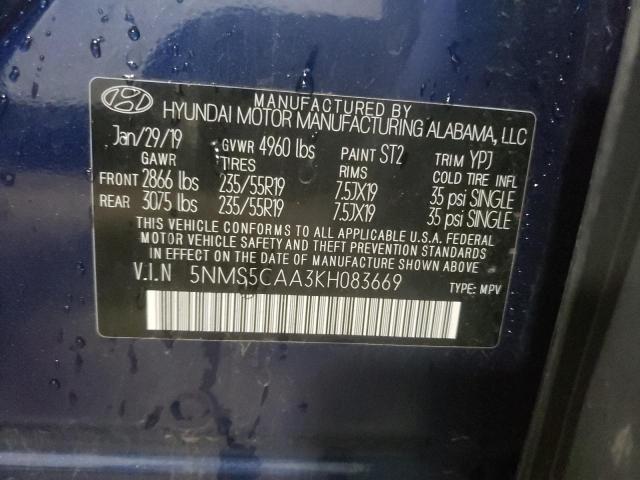 MANUFACTURED BY
HYUNDAI MOTOR MANUFACTURING ALABAMA, LLC
Jan/29/19 GVWR 4960 lbs PAINT ST2 TRIM YPJ
GAWR TIRES RIMS COLD TIRE INFL
FRONT 2866 lbs 235/55R19 7.5JX19 35 psi SINGLE
REAR 3075 lbs 235/55R19 7.5JX19 35 psi SINGLE
THIS VEHICLE CONFORMS TO ALL APPLICABLE U.S.A. FEDERAL
MOTOR VEHICLE SAFETY AND THEFT PREVENTION STANDARDS
IN EFFECT ON THE DATE OF MANUFACTURE SHOWN ABOVE.
V.I.N 5NMS5CAA3KH083669 TYPE: MPV